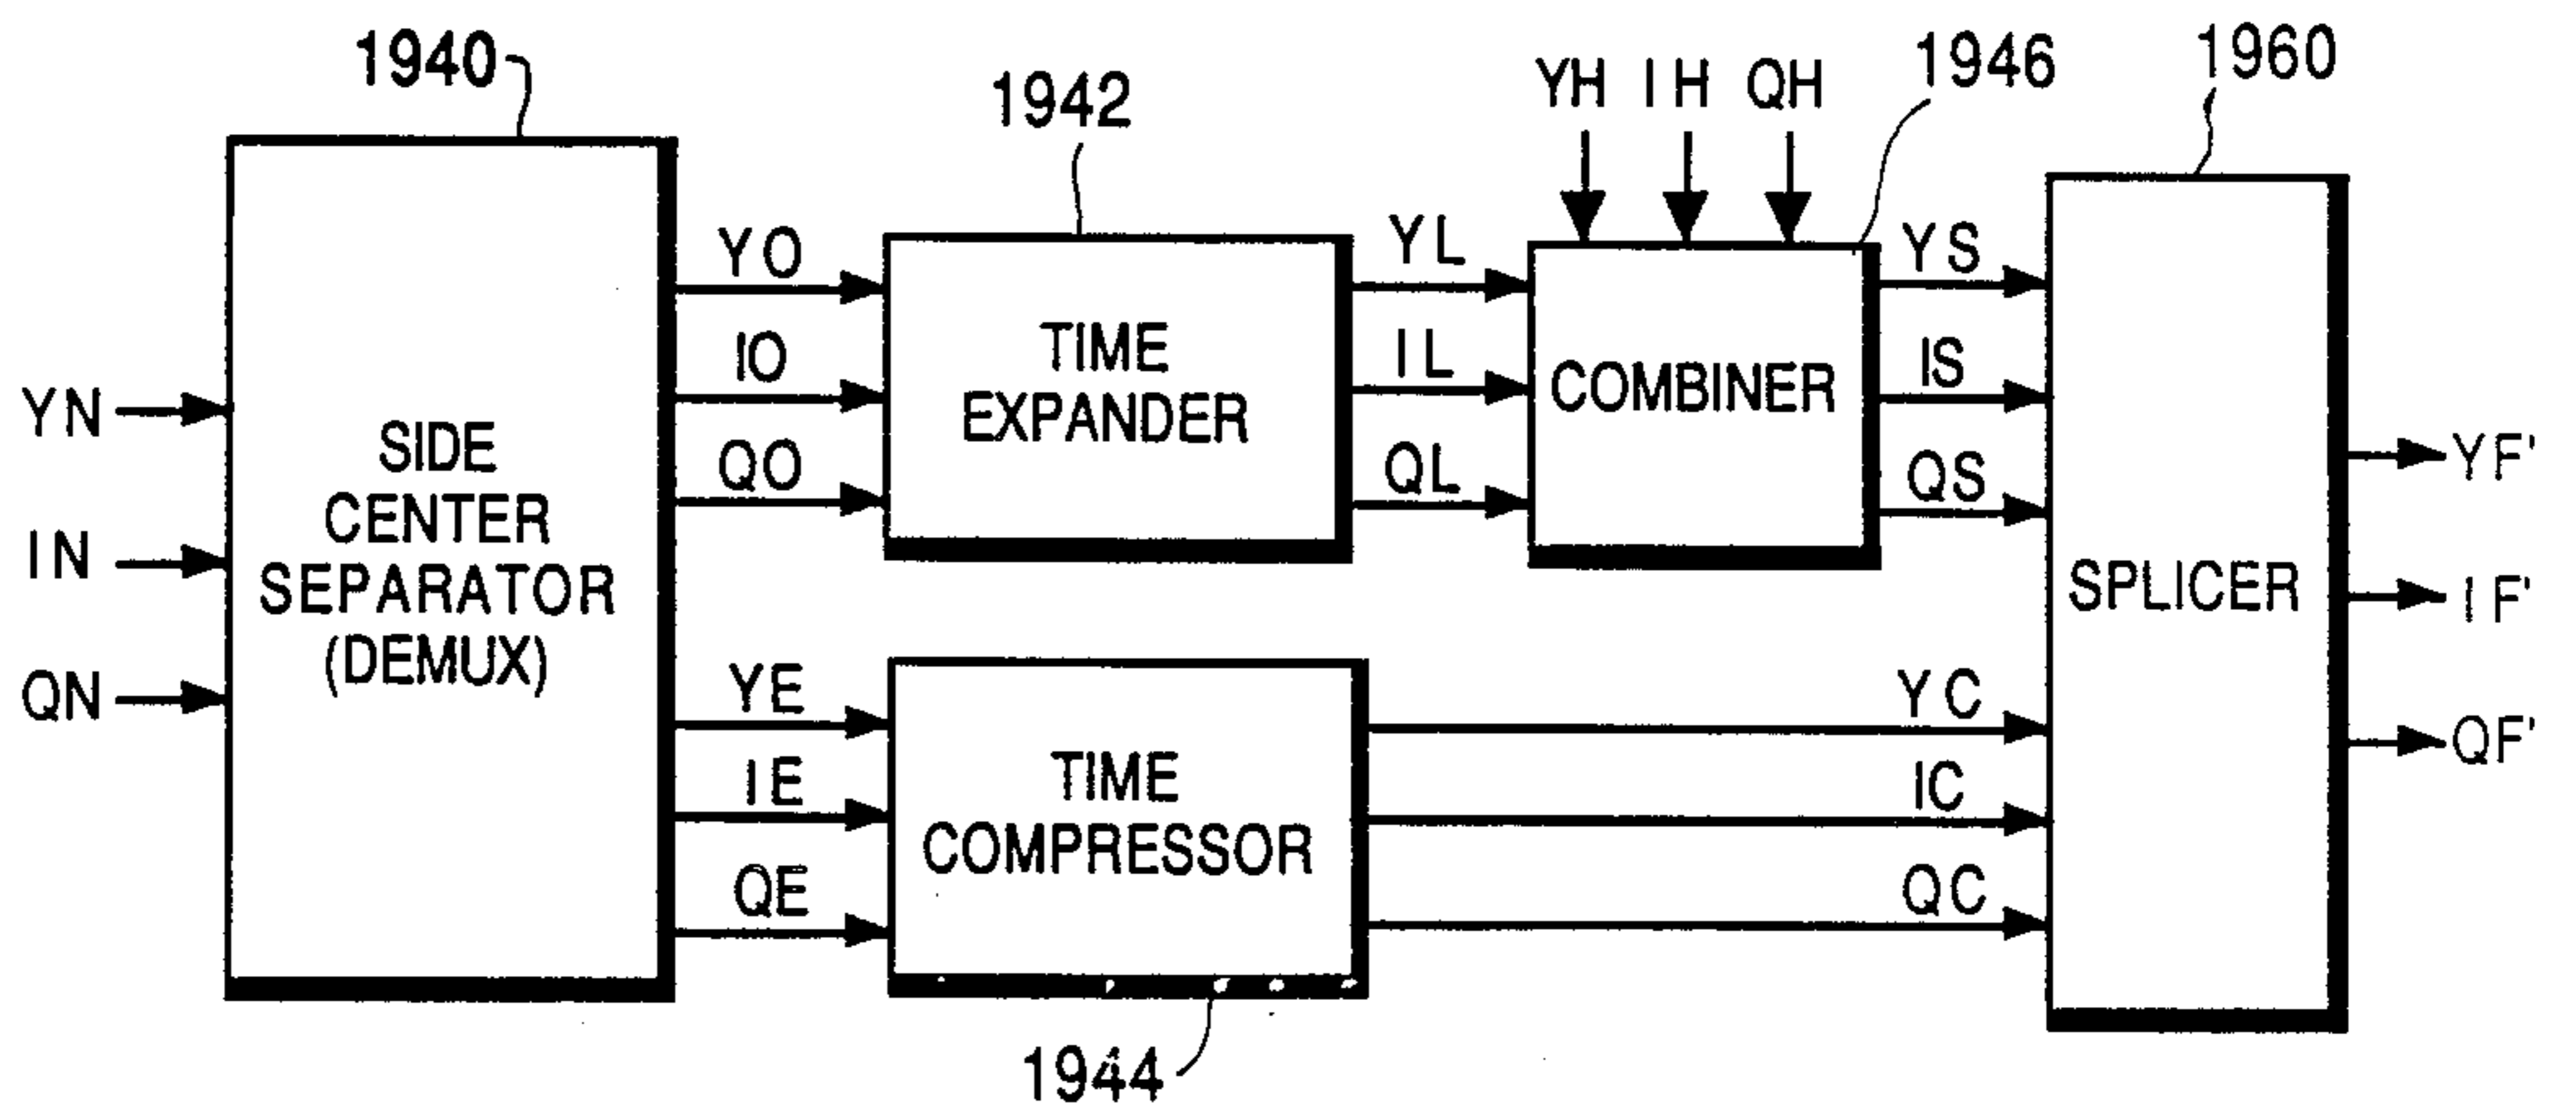 1940
1942
YH IH QH
1946
1960
YN
IN
QN
SIDE
CENTER
SEPARATOR
(DEMUX)
YO
IO
QO
TIME
EXPANDER
YL
IL
QL
COMBINER
YS
IS
QS
YE
IE
QE
TIME
COMPRESSOR
1944
YC
IC
QC
SPLICER
YF'
IF'
QF'